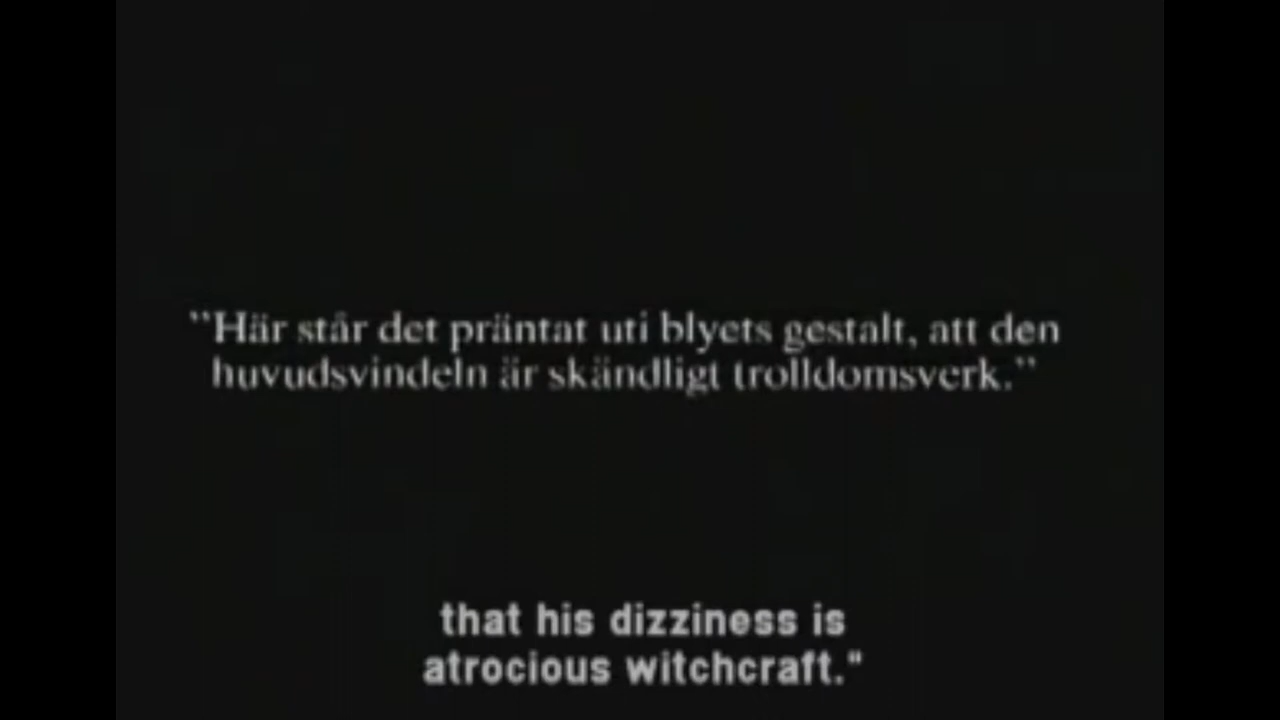 "Här står det präntat uti blyets gestalt, att den
huvudsvindeln är skändligt trolldomsverk."
that his dizziness is
atrocious witchcraft."